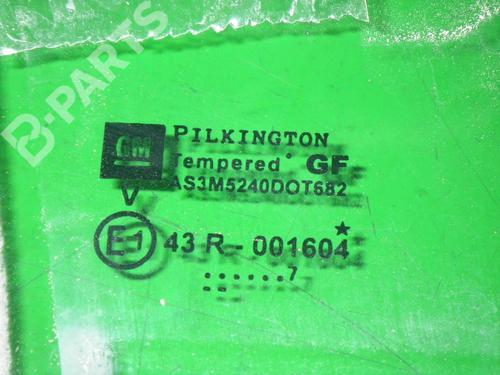 B-PARTS
GM
PILKINGTON
Tempered GF
AS3M5240DOT682
V
E1 43 R-001604
......7